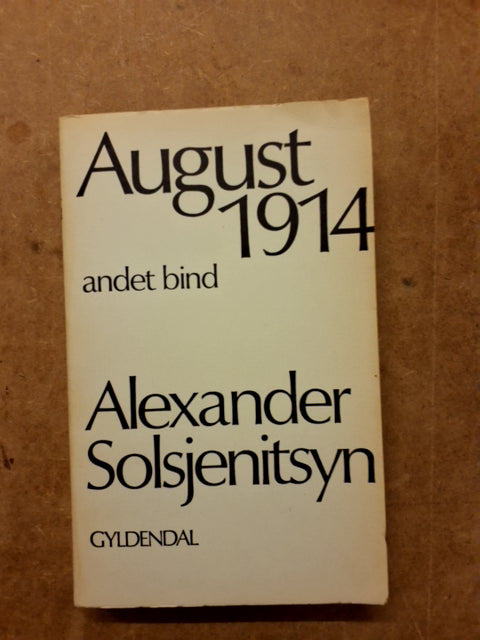 August
1914
andet bind
Alexander
Solsjenitsyn
GYLDENDAL